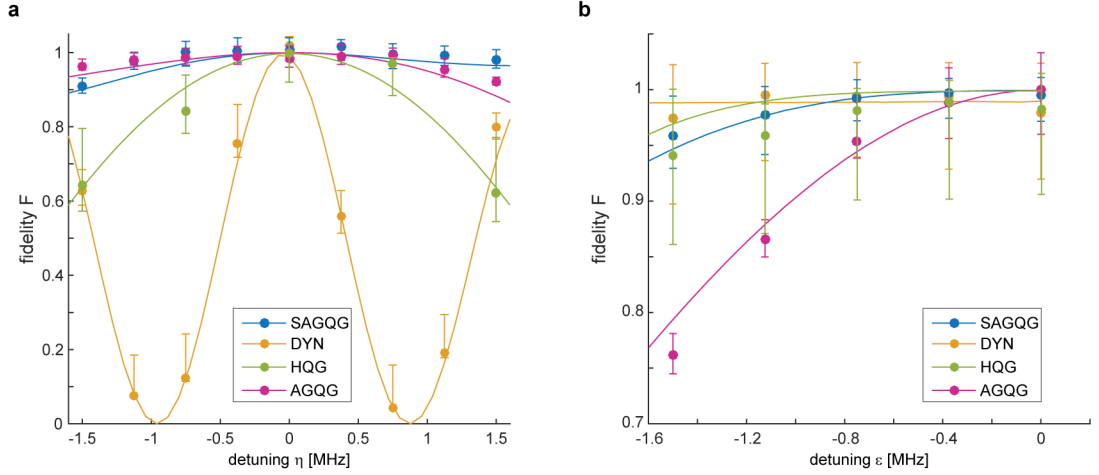 a
1
0.8
0.6
0.4
0.2
0
-1.5
-1
-0.5
0
0.5
1
1.5
fidelity F
detuning η [MHz]
SAGQG
DYN
HQG
AGQG
b
1
0.9
0.8
0.7
-1.6
-1.2
-0.8
-0.4
0
fidelity F
detuning ε [MHz]
SAGQG
DYN
HQG
AGQG